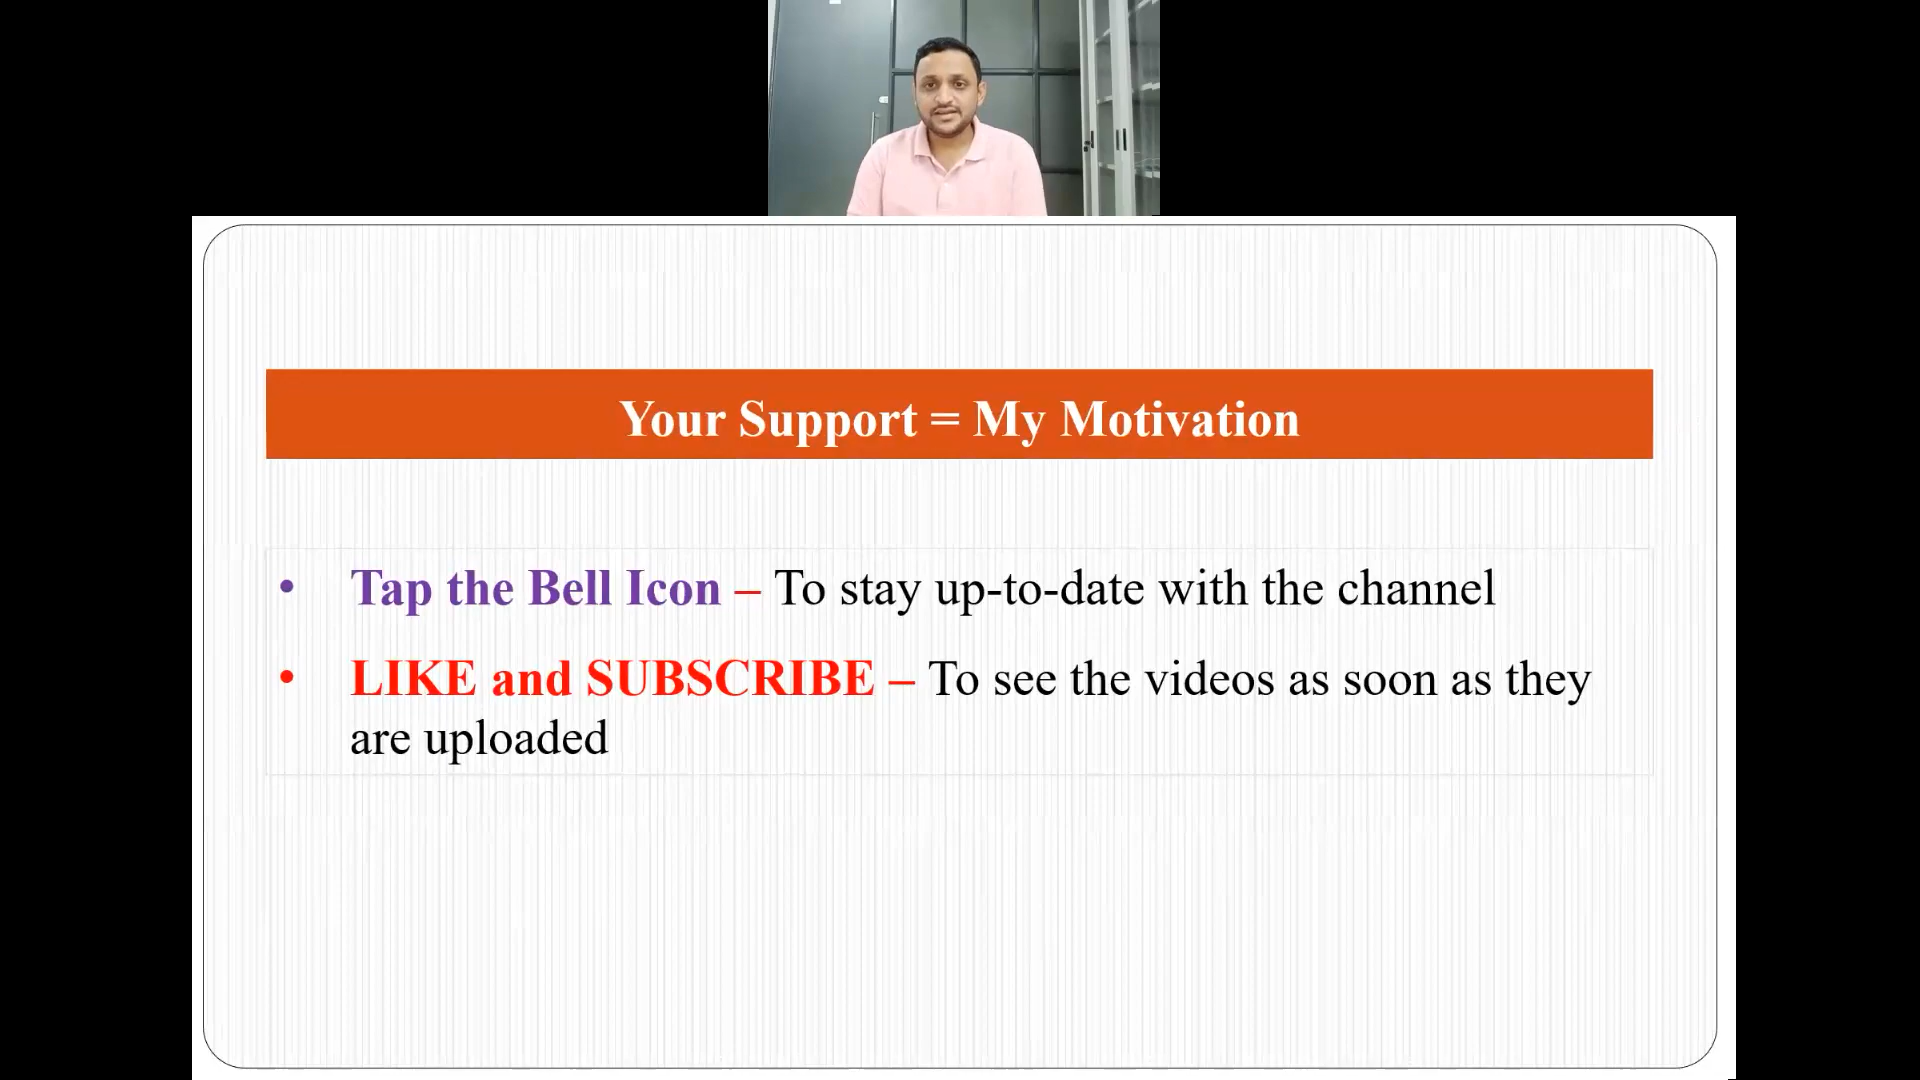 Your Support = My Motivation
• Tap the Bell Icon – To stay up-to-date with the channel
• LIKE and SUBSCRIBE – To see the videos as soon as they
are uploaded